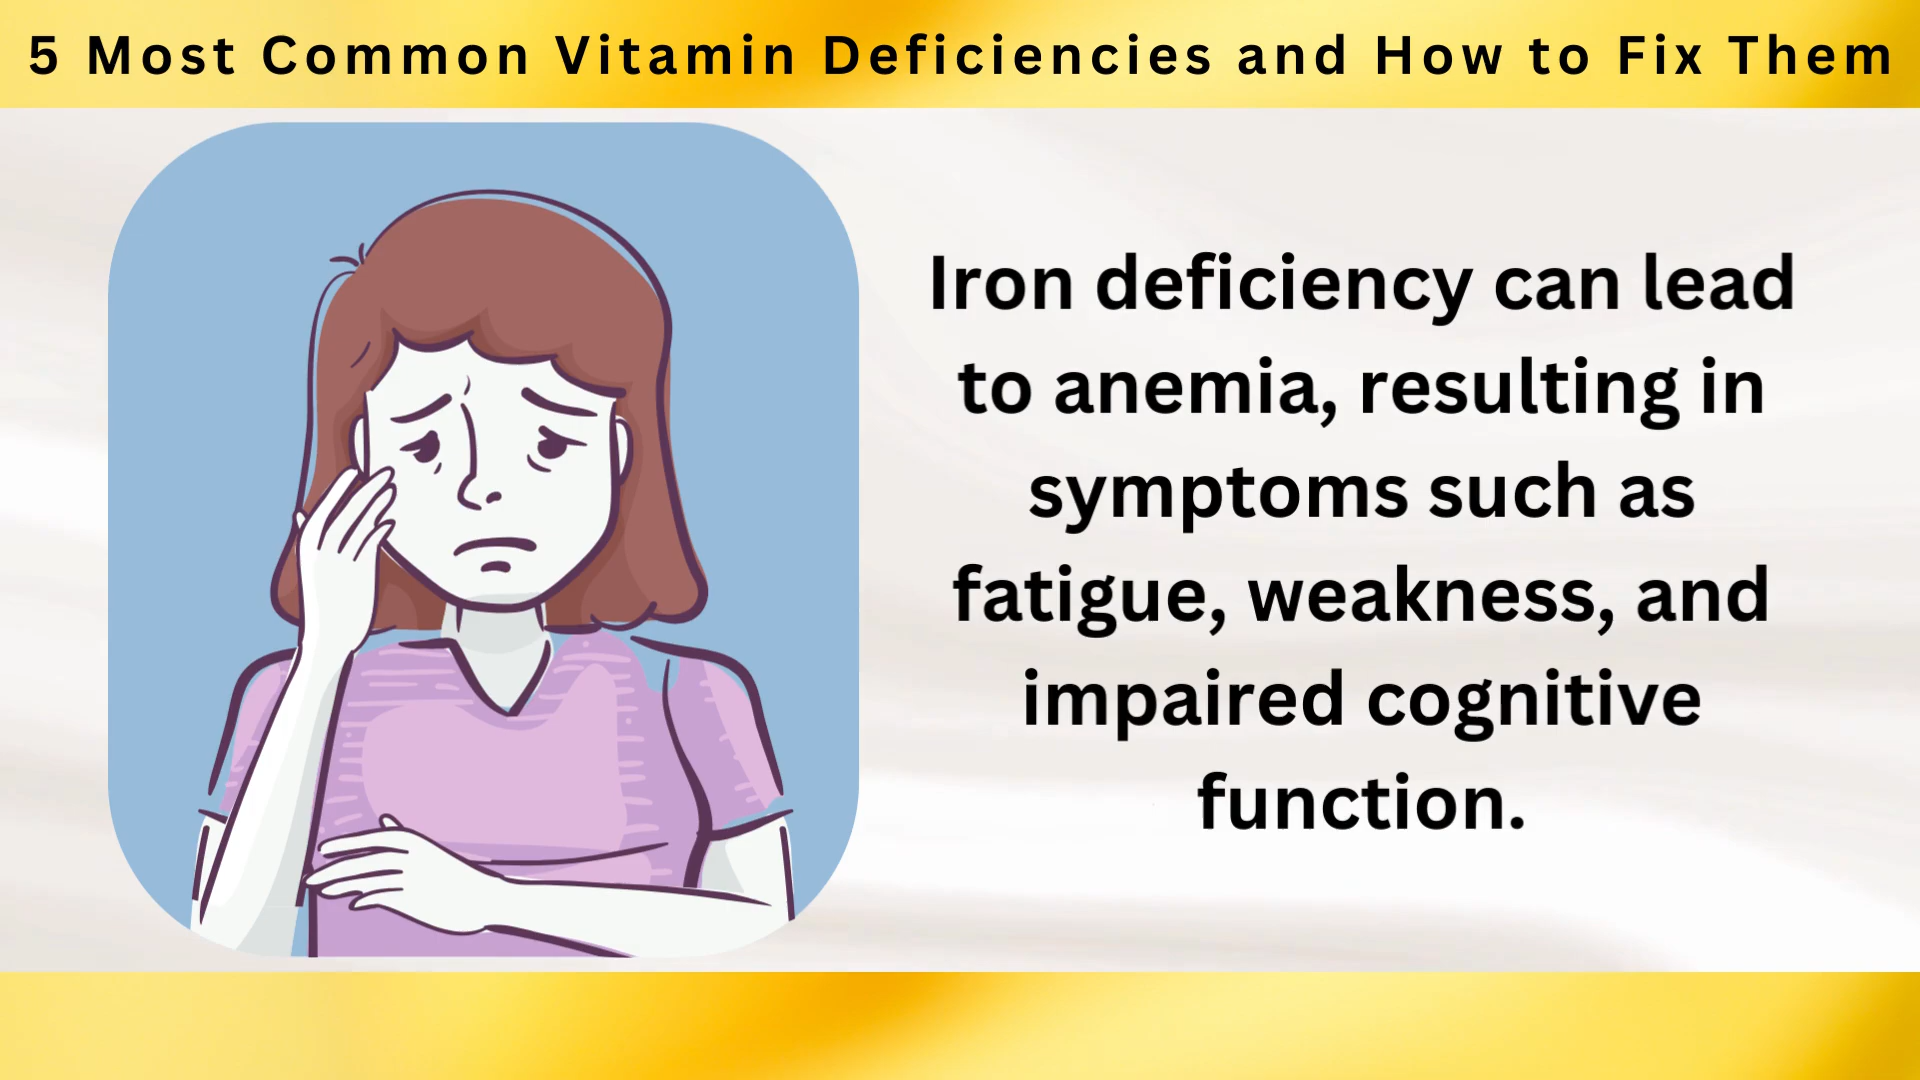 5 Most Common Vitamin Deficiencies and How to Fix Them
Iron deficiency can lead
to anemia, resulting in
symptoms such as
fatigue, weakness, and
impaired cognitive
function.